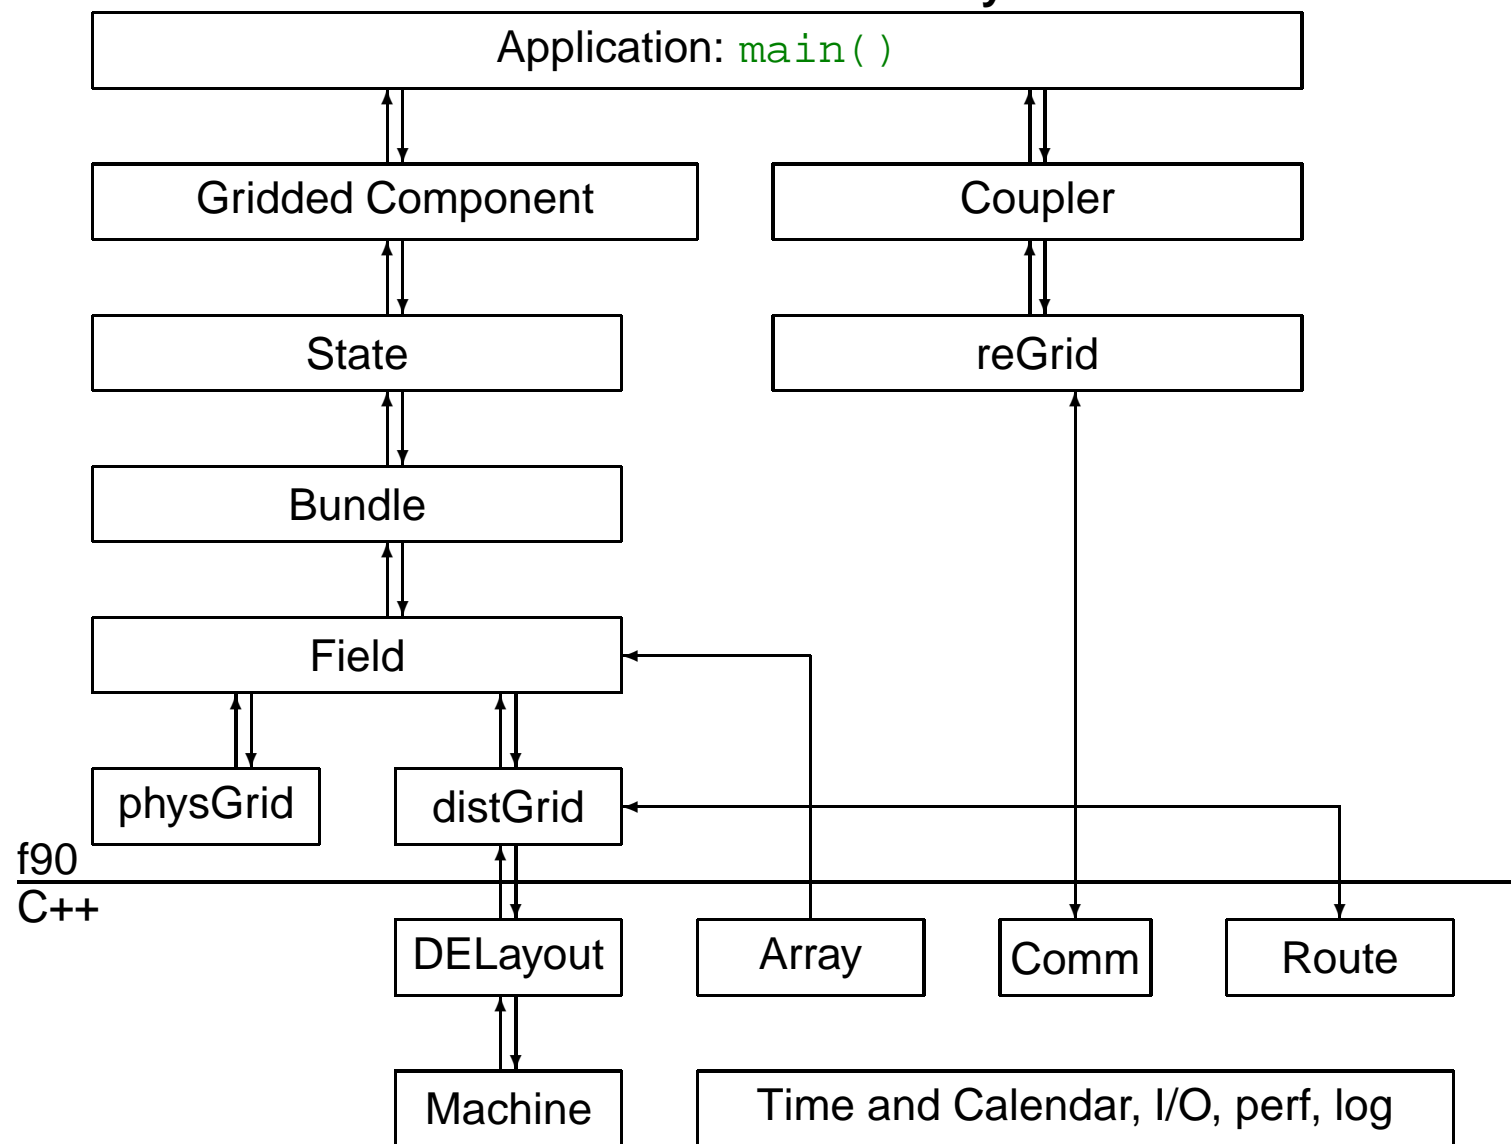 Application: main()
Gridded Component
Coupler
State
reGrid
Bundle
Field
physGrid
distGrid
f90
C++
DELayout
Array
Comm
Route
Machine
Time and Calendar, I/O, perf, log